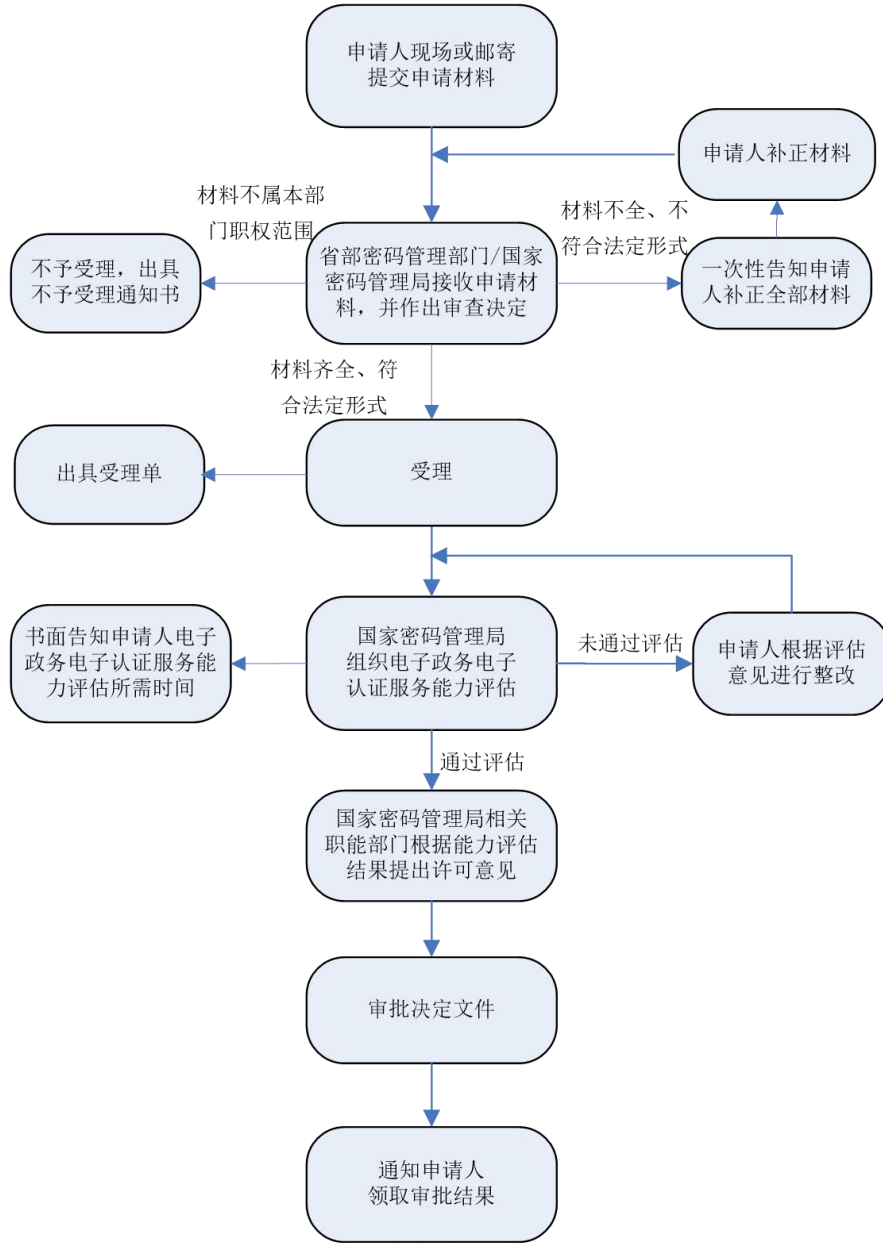 申请人现场或邮寄
提交申请材料
申请人补正材料
材料不属本部
门职权范围
材料不全、不
符合法定形式
不予受理，出具
不予受理通知书
省部密码管理部门/国家
密码管理局接收申请材
料，并作出审查决定
一次性告知申请
人补正全部材料
材料齐全、符
合法定形式
出具受理单
受理
书面告知申请人电子
政务电子认证服务能
力评估所需时间
国家密码管理局
组织电子政务电子
认证服务能力评估
未通过评估
申请人根据评估
意见进行整改
通过评估
国家密码管理局相关
职能部门根据能力评估
结果提出许可意见
审批决定文件
通知申请人
领取审批结果